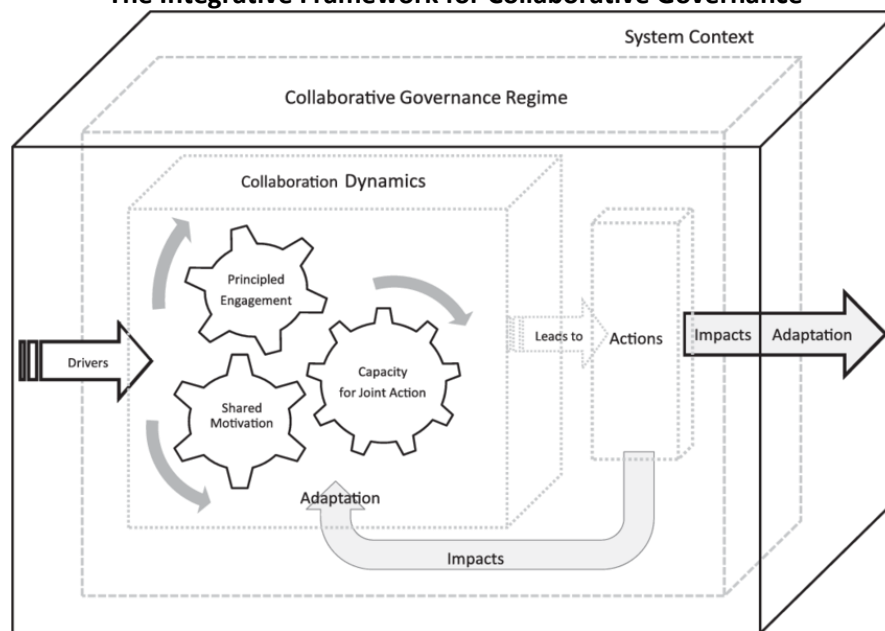 The Integrative Framework for Collaborative Governance
System Context
Collaborative Governance Regime
Collaboration Dynamics
Principled
Engagement
Drivers
Shared
Motivation
Capacity
for Joint Action
Leads to
Actions
Impacts
Adaptation
Adaptation
Impacts